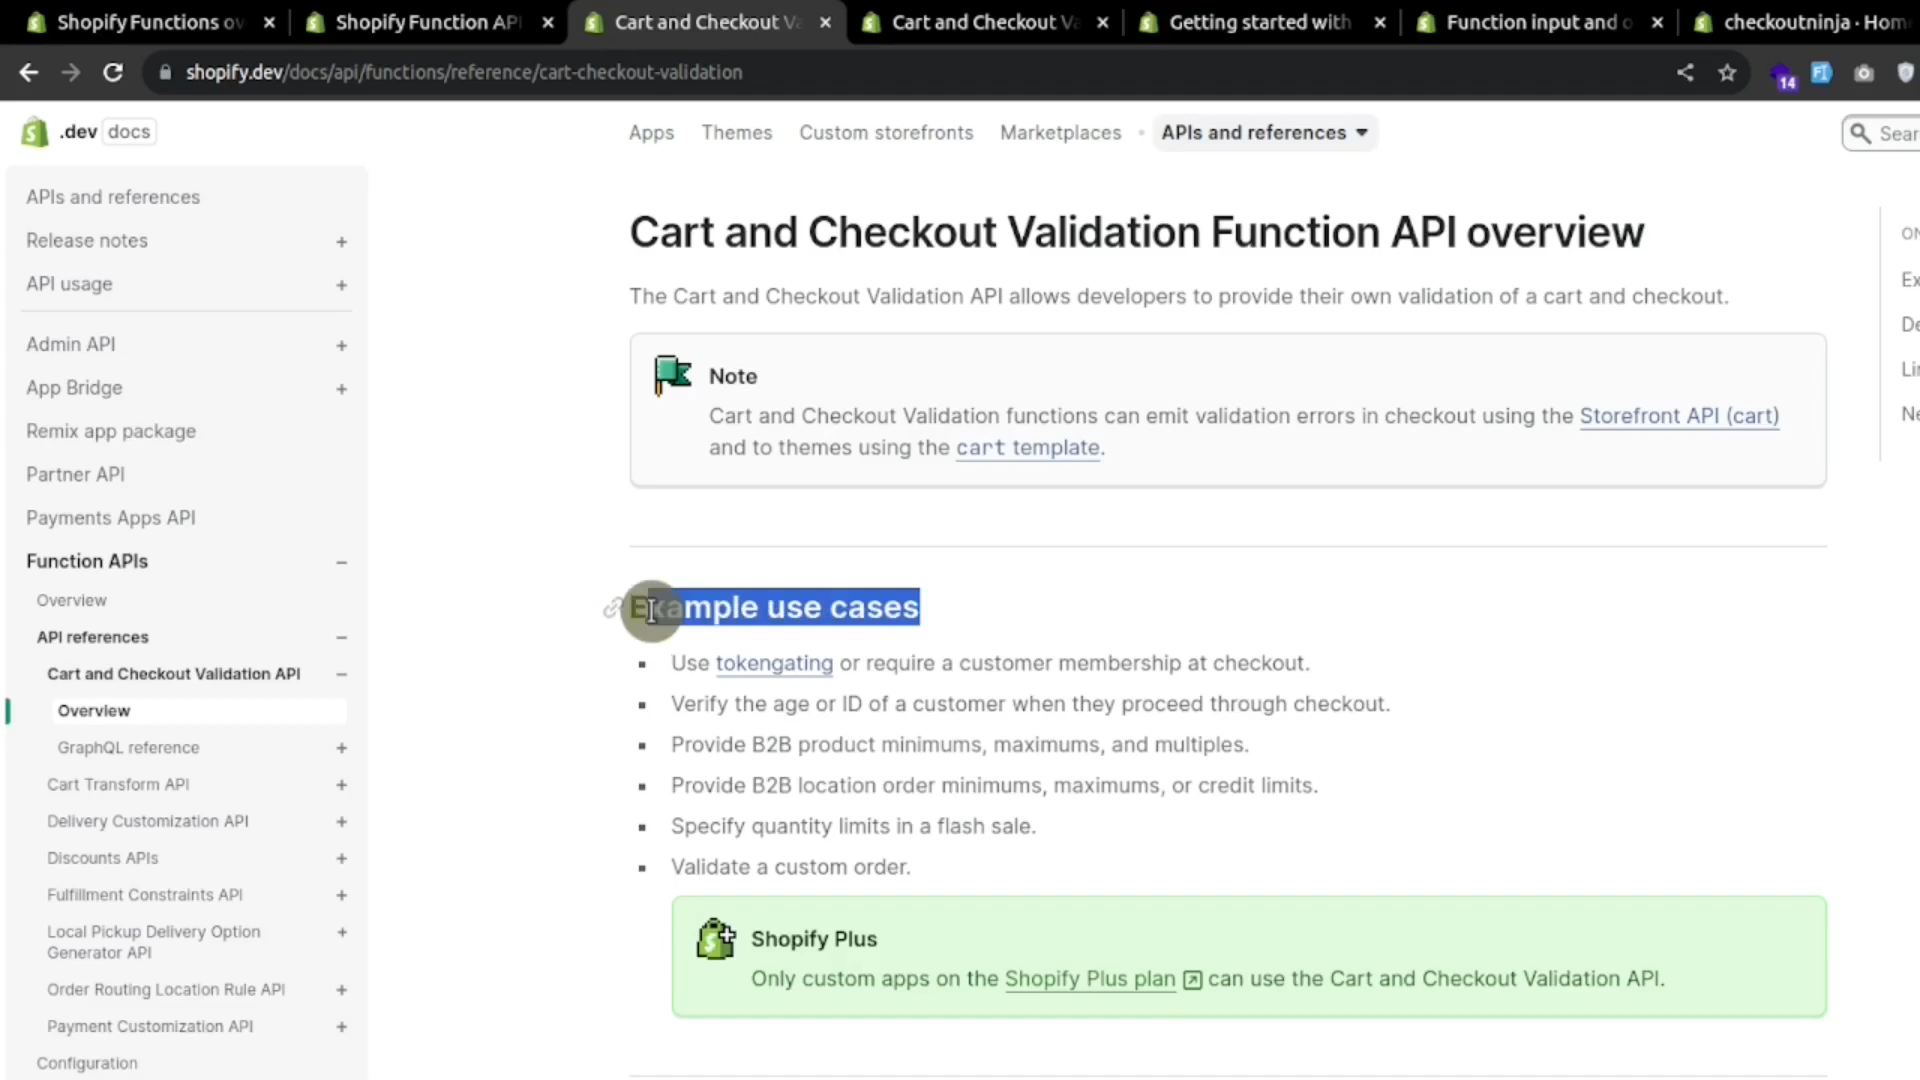 Shopify Functions ov
Shopify Function API
Cart and Checkout Va
Cart and Checkout Va
Getting started with
Function input and o
checkoutninja · Hom
shopify.dev/docs/api/functions/reference/cart-checkout-validation
14
FI
.dev docs
Apps
Themes
Custom storefronts
Marketplaces
APIs and references
Sear
APIs and references
Release notes
API usage
Admin API
App Bridge
Remix app package
Partner API
Payments Apps API
Function APIs
Overview
API references
Cart and Checkout Validation API
Overview
GraphQL reference
Cart Transform API
Delivery Customization API
Discounts APIs
Fulfillment Constraints API
Local Pickup Delivery Option
Generator API
Order Routing Location Rule API
Payment Customization API
Configuration
Cart and Checkout Validation Function API overview
The Cart and Checkout Validation API allows developers to provide their own validation of a cart and checkout.
Note
Cart and Checkout Validation functions can emit validation errors in checkout using the Storefront API (cart)
and to themes using the cart template.
Example use cases
Use tokengating or require a customer membership at checkout.
Verify the age or ID of a customer when they proceed through checkout.
Provide B2B product minimums, maximums, and multiples.
Provide B2B location order minimums, maximums, or credit limits.
Specify quantity limits in a flash sale.
Validate a custom order.
Shopify Plus
Only custom apps on the Shopify Plus plan can use the Cart and Checkout Validation API.
ON
Ex
De
Li
Ne